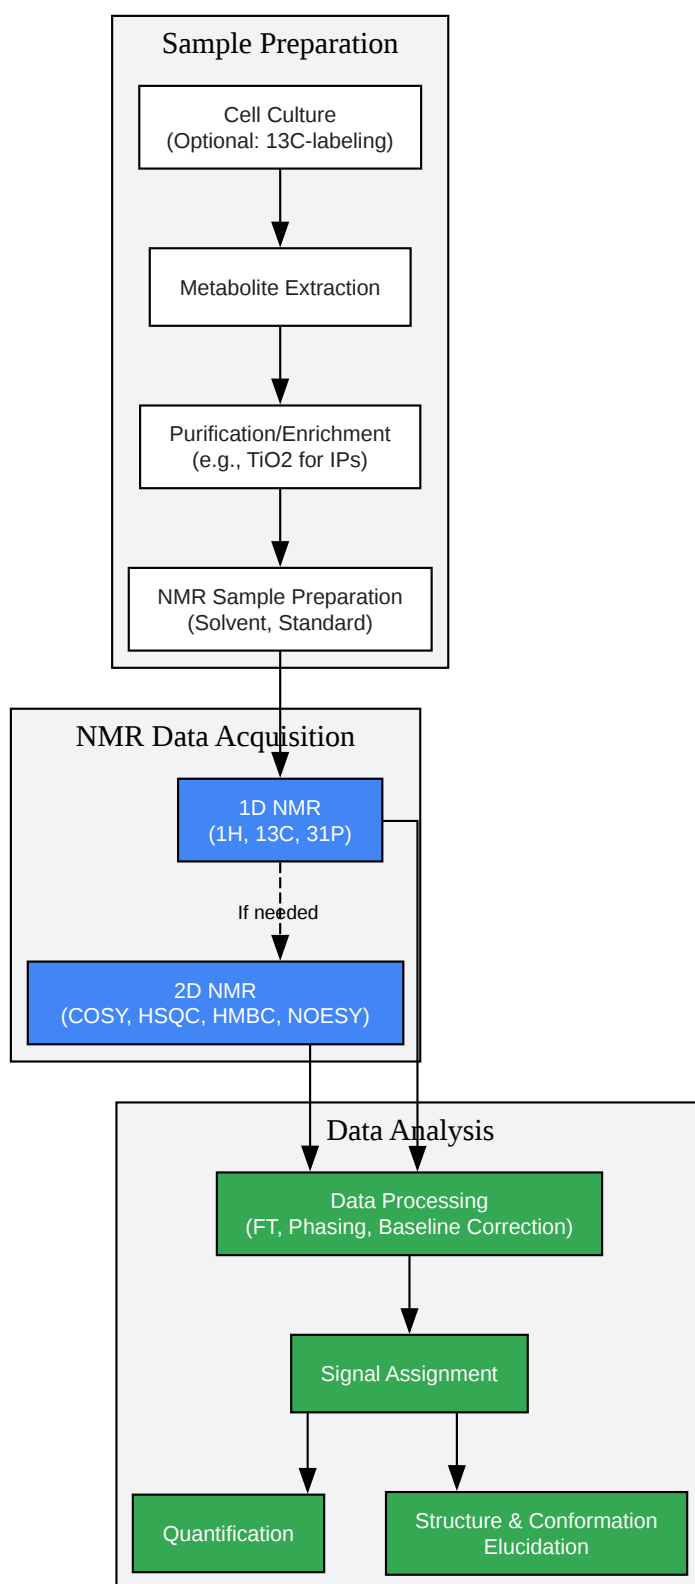 Sample Preparation
Cell Culture
(Optional: 13C-labeling)
Metabolite Extraction
Purification/Enrichment
(e.g., TiO2 for IPs)
NMR Sample Preparation
(Solvent, Standard)
NMR Data Acquisition
1D NMR
(1H, 13C, 31P)
If needed
2D NMR
(COSY, HSQC, HMBC, NOESY)
Data Analysis
Data Processing
(FT, Phasing, Baseline Correction)
Signal Assignment
Quantification
Structure & Conformation
Elucidation